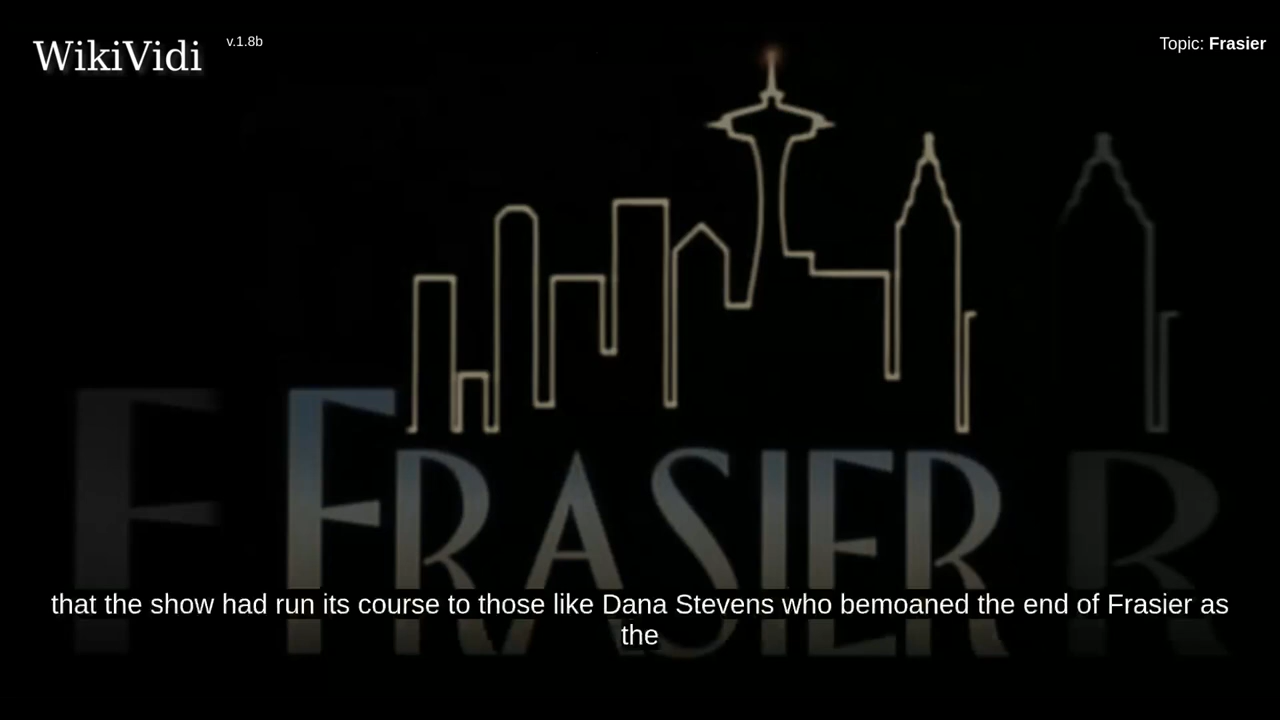 WikiVidi v.1.8b
Topic: Frasier
F FRASIER R
that the show had run its course to those like Dana Stevens who bemoaned the end of Frasier as
the